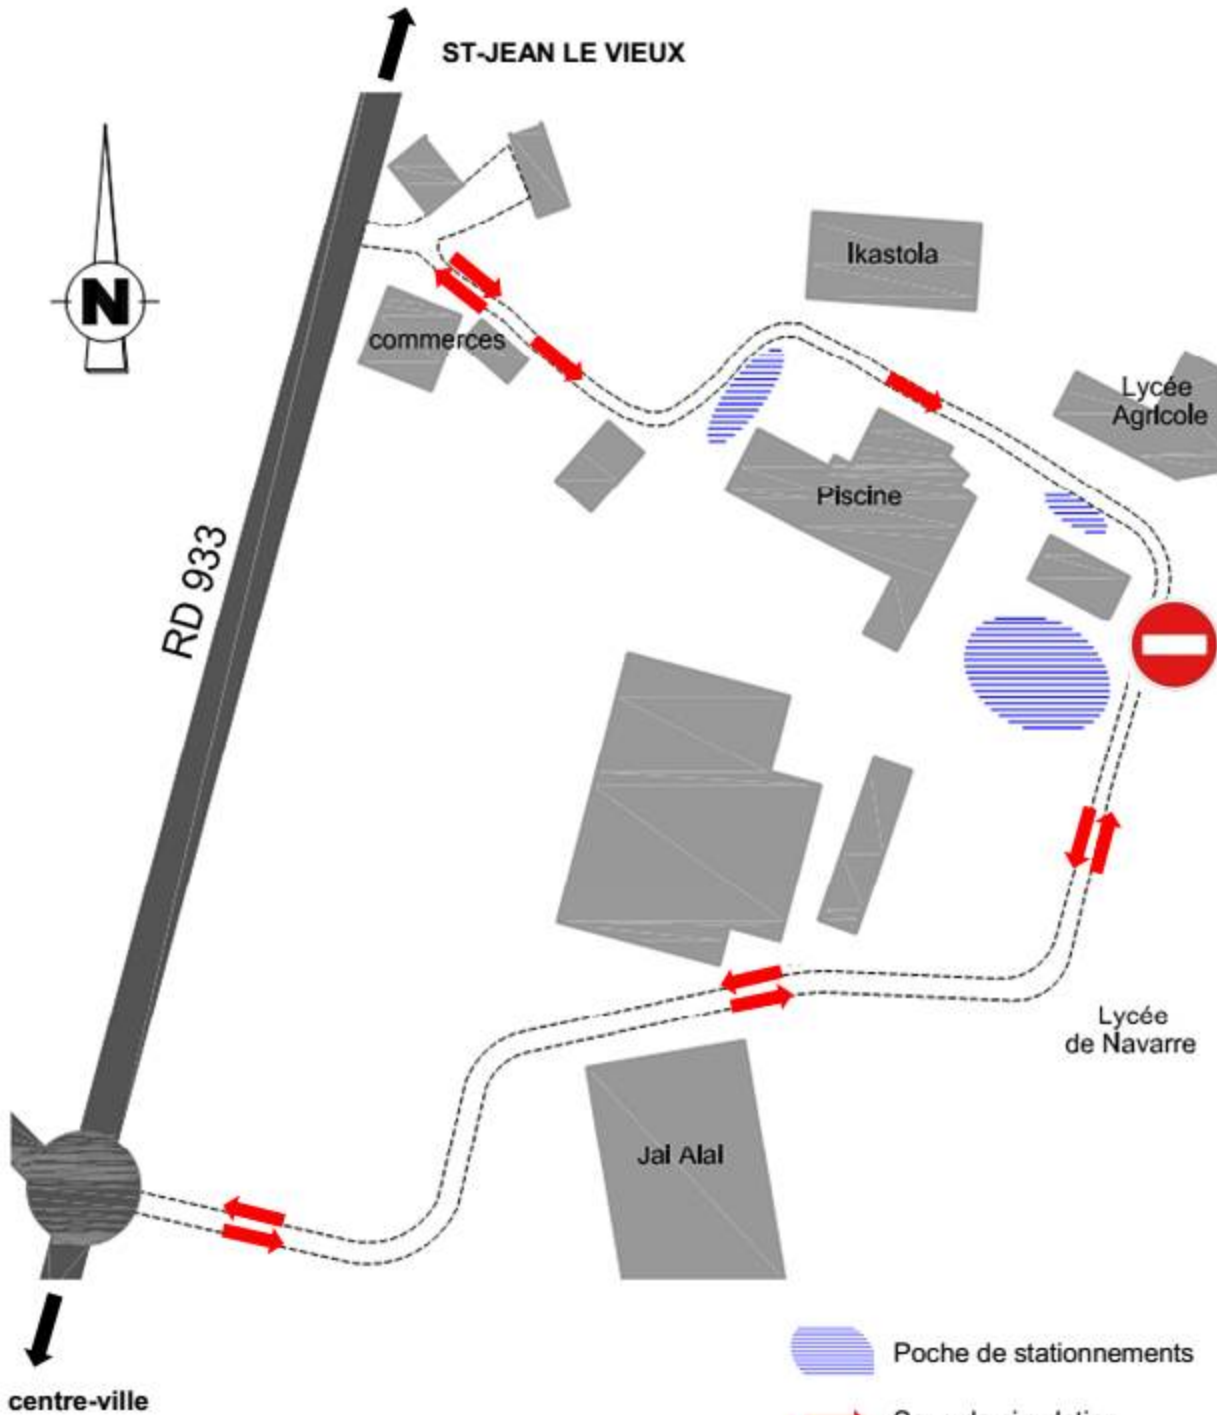 ST-JEAN LE VIEUX
N
Ikastola
commerces
Lycée
Agricole
Piscine
RD 933
Lycée
de Navarre
Jai Alai
Poche de stationnements
centre-ville